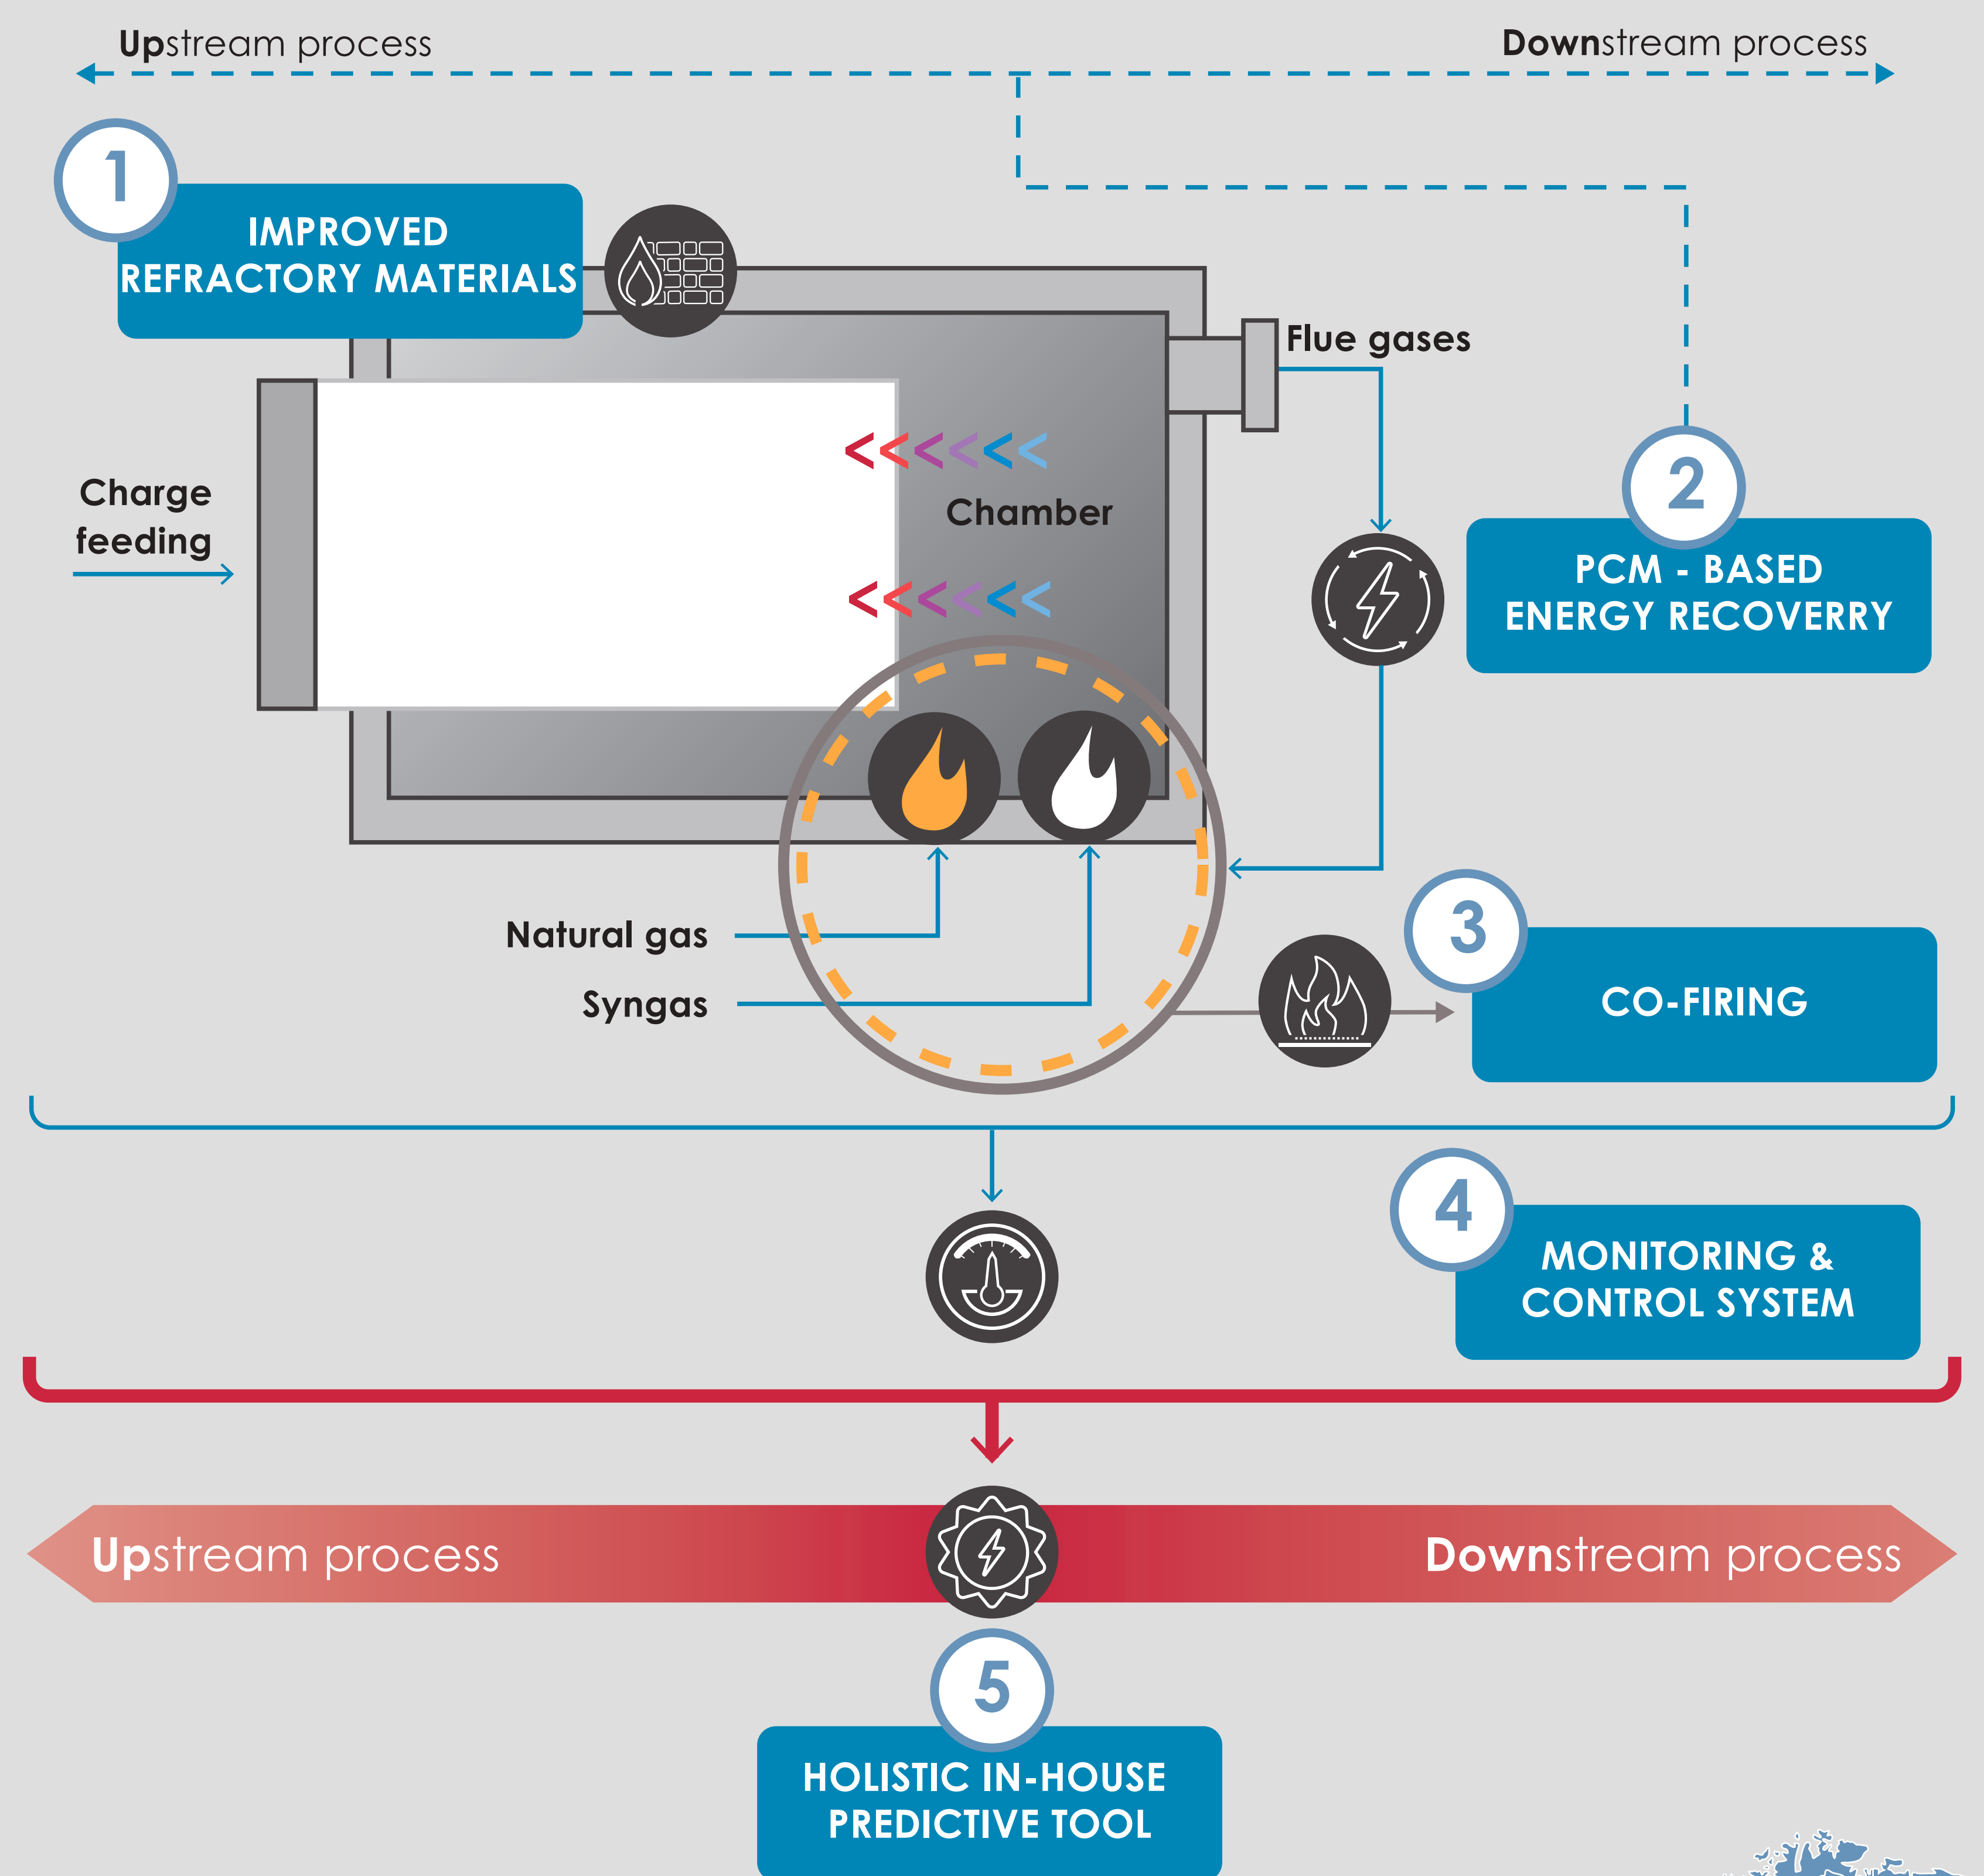 Upstream process
Downstream process
1
IMPROVED
REFRACTORY MATERIALS
Flue gases
Charge
feeding
Chamber
2
PCM - BASED
ENERGY RECOVERRY
Natural gas
Syngas
3
CO-FIRING
4
MONITORING &
CONTROL SYSTEM
Upstream process
Downstream process
5
HOLISTIC IN-HOUSE
PREDICTIVE TOOL